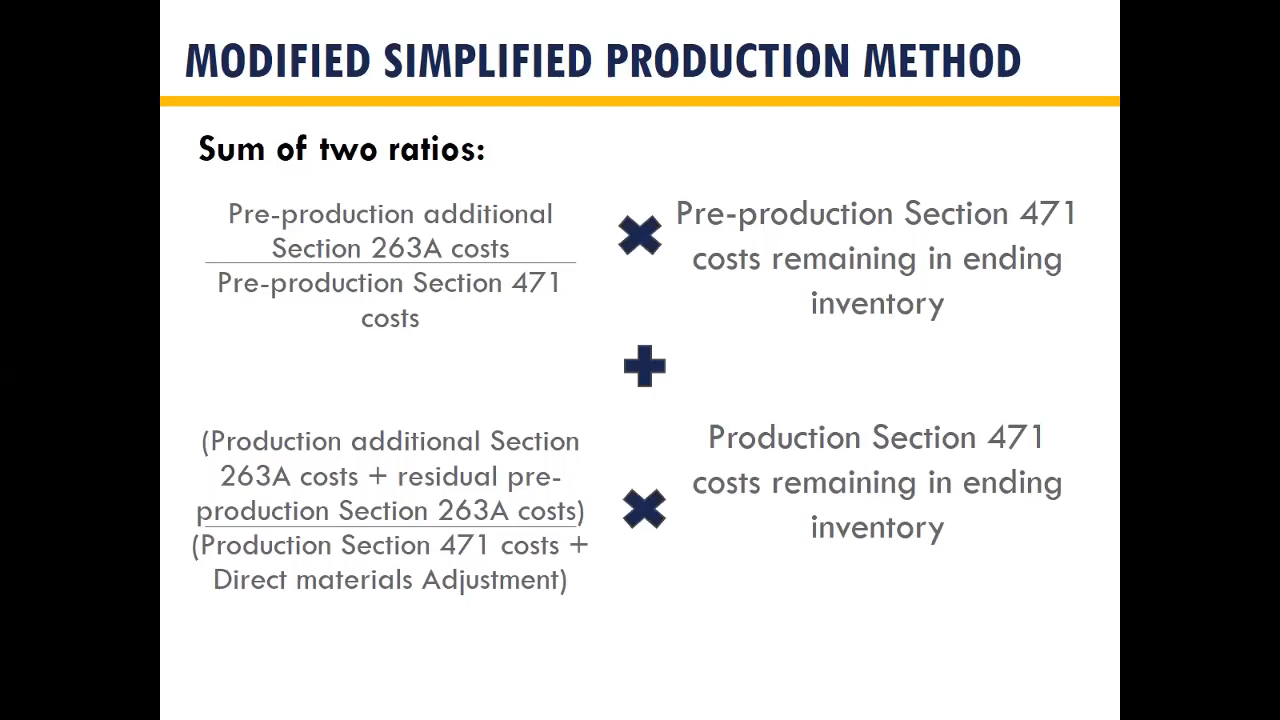 MODIFIED SIMPLIFIED PRODUCTION METHOD
Sum of two ratios:
Pre-production additional
Section 263A costs
Pre-production Section 471
costs
Pre-production Section 471
costs remaining in ending
inventory
(Production additional Section
263A costs + residual pre-
production Section 263A costs)
(Production Section 471 costs +
Direct materials Adjustment)
Production Section 471
costs remaining in ending
inventory